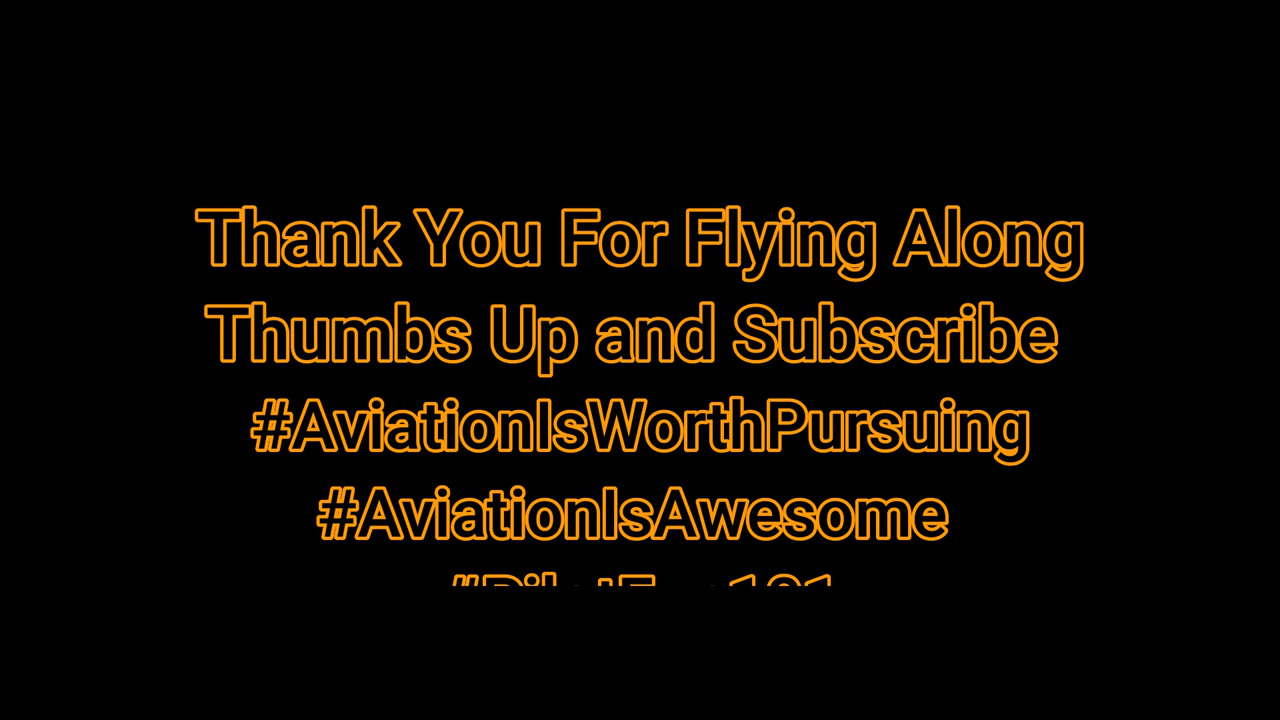 Thank You For Flying Along
Thumbs Up and Subscribe
#AviationIsWorthPursuing
#AviationIsAwesome